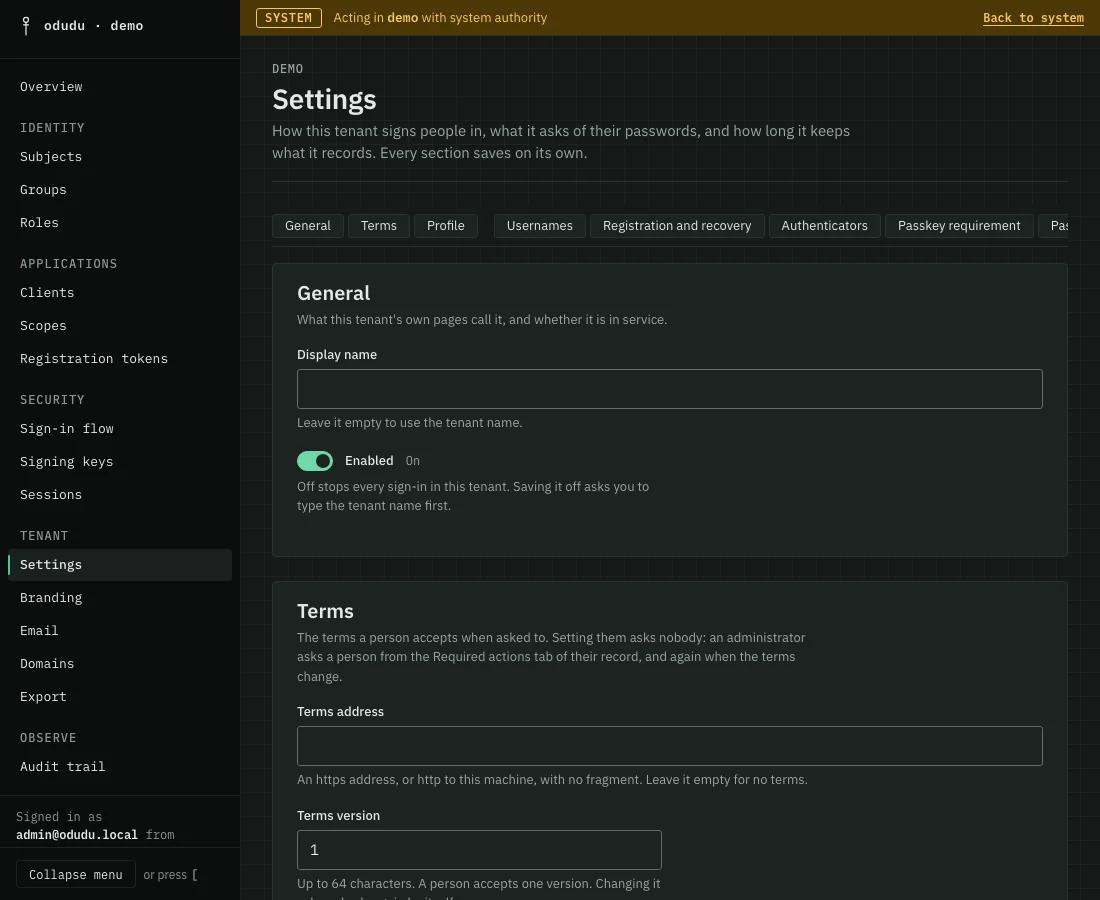 odudu · demo
SYSTEM Acting in demo with system authority Back to system
Overview
IDENTITY
Subjects
Groups
Roles
APPLICATIONS
Clients
Scopes
Registration tokens
SECURITY
Sign-in flow
Signing keys
Sessions
TENANT
Settings
Branding
Email
Domains
Export
OBSERVE
Audit trail
Signed in as
admin@odudu.local from
Collapse menu or press [
DEMO
Settings
How this tenant signs people in, what it asks of their passwords, and how long it keeps
what it records. Every section saves on its own.
General Terms Profile Usernames Registration and recovery Authenticators Passkey requirement Pas
General
What this tenant's own pages call it, and whether it is in service.
Display name
Leave it empty to use the tenant name.
Enabled On
Off stops every sign-in in this tenant. Saving it off asks you to
type the tenant name first.
Terms
The terms a person accepts when asked to. Setting them asks nobody: an administrator
asks a person from the Required actions tab of their record, and again when the terms
change.
Terms address
An https address, or http to this machine, with no fragment. Leave it empty for no terms.
Terms version
1
Up to 64 characters. A person accepts one version. Changing it